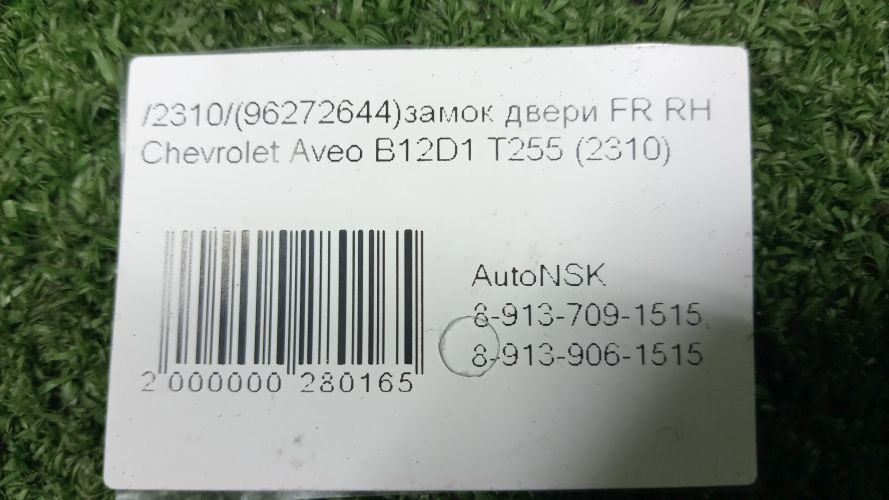 /2310/(96272644)замок двери FR RH
Chevrolet Aveo B12D1 T255 (2310)
AutoNSK
8-913-709-1515
8-913-906-1515
2 000000 280165